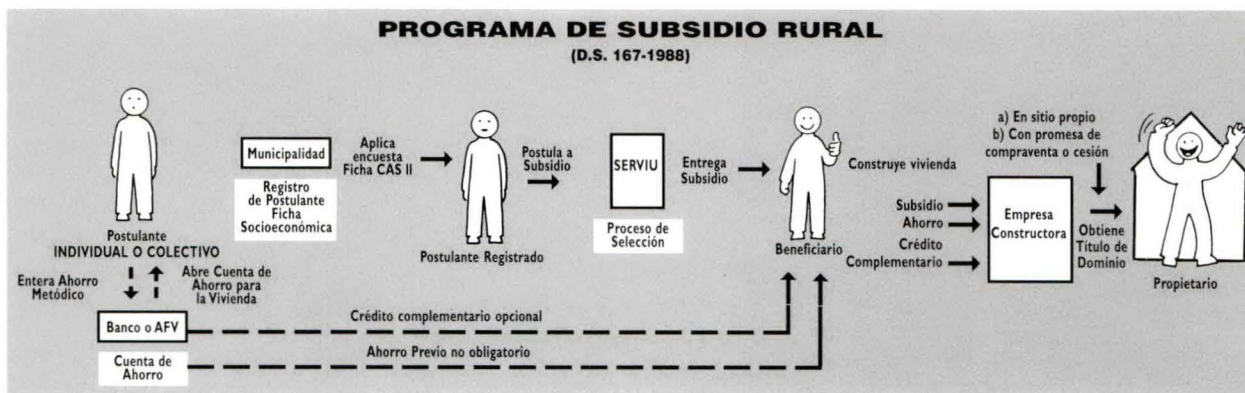 PROGRAMA DE SUBSIDIO RURAL
(D.S. 167-1988)
Postulante
INDIVIDUAL O COLECTIVO
Entera Ahorro
Metódico
Abre Cuenta de
Ahorro para
la Vivienda
Banco o AFV
Cuenta de
Ahorro
Municipalidad
Registro
de Postulante
Ficha
Socioeconómica
Aplica
encuesta
Ficha CAS II
Postulante Registrado
Postula a
Subsidio
SERVIU
Proceso de
Selección
Entrega
Subsidio
Beneficiario
Crédito complementario opcional
Ahorro Previo no obligatorio
Construye vivienda
Subsidio
Ahorro
Crédito
Complementario
Empresa
Constructora
a) En sitio propio
b) Con promesa de
compraventa o cesión
Obtiene
Título de
Dominio
Propietario